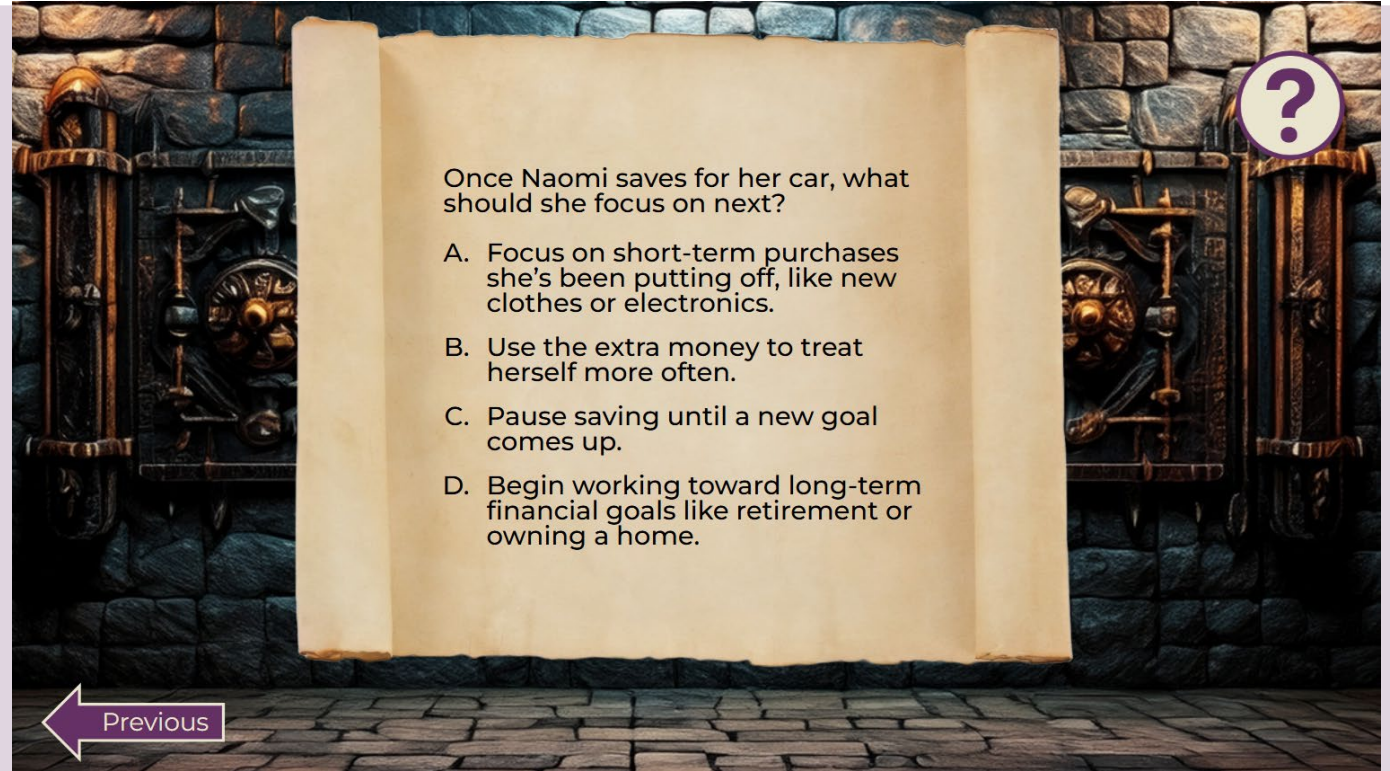 ?
Once Naomi saves for her car, what
should she focus on next?
A. Focus on short-term purchases
she’s been putting off, like new
clothes or electronics.
B. Use the extra money to treat
herself more often.
C. Pause saving until a new goal
comes up.
D. Begin working toward long-term
financial goals like retirement or
owning a home.
Previous